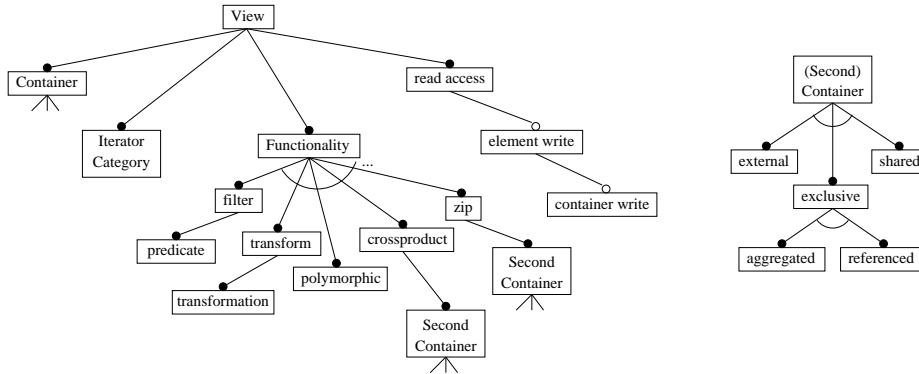 View
(Second)
Container
Container
read access
Iterator
Category
Functionality
element write
external
shared
...
exclusive
filter
zip
container write
predicate
transform
crossproduct
aggregated
referenced
polymorphic
Second
Container
transformation
Second
Container